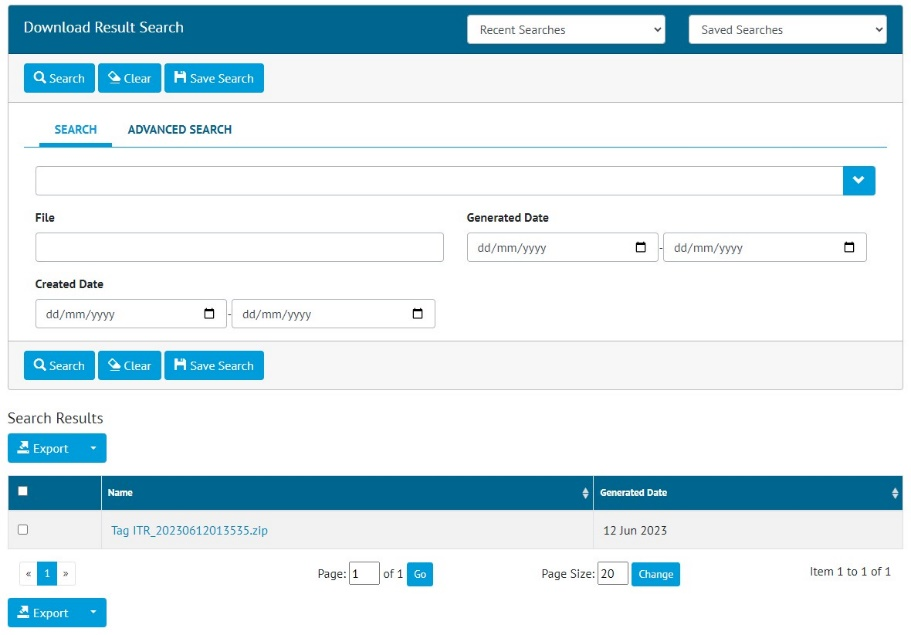 Download Result Search Recent Searches Saved Searches
Search Clear Save Search
SEARCH ADVANCED SEARCH
File Generated Date
dd/mm/yyyy - dd/mm/yyyy
Created Date
dd/mm/yyyy - dd/mm/yyyy
Search Clear Save Search
Search Results
Export
Name Generated Date
Tag ITR_20230612013535.zip 12 Jun 2023
« 1 » Page: 1 of 1 Go Page Size: 20 Change Item 1 to 1 of 1
Export